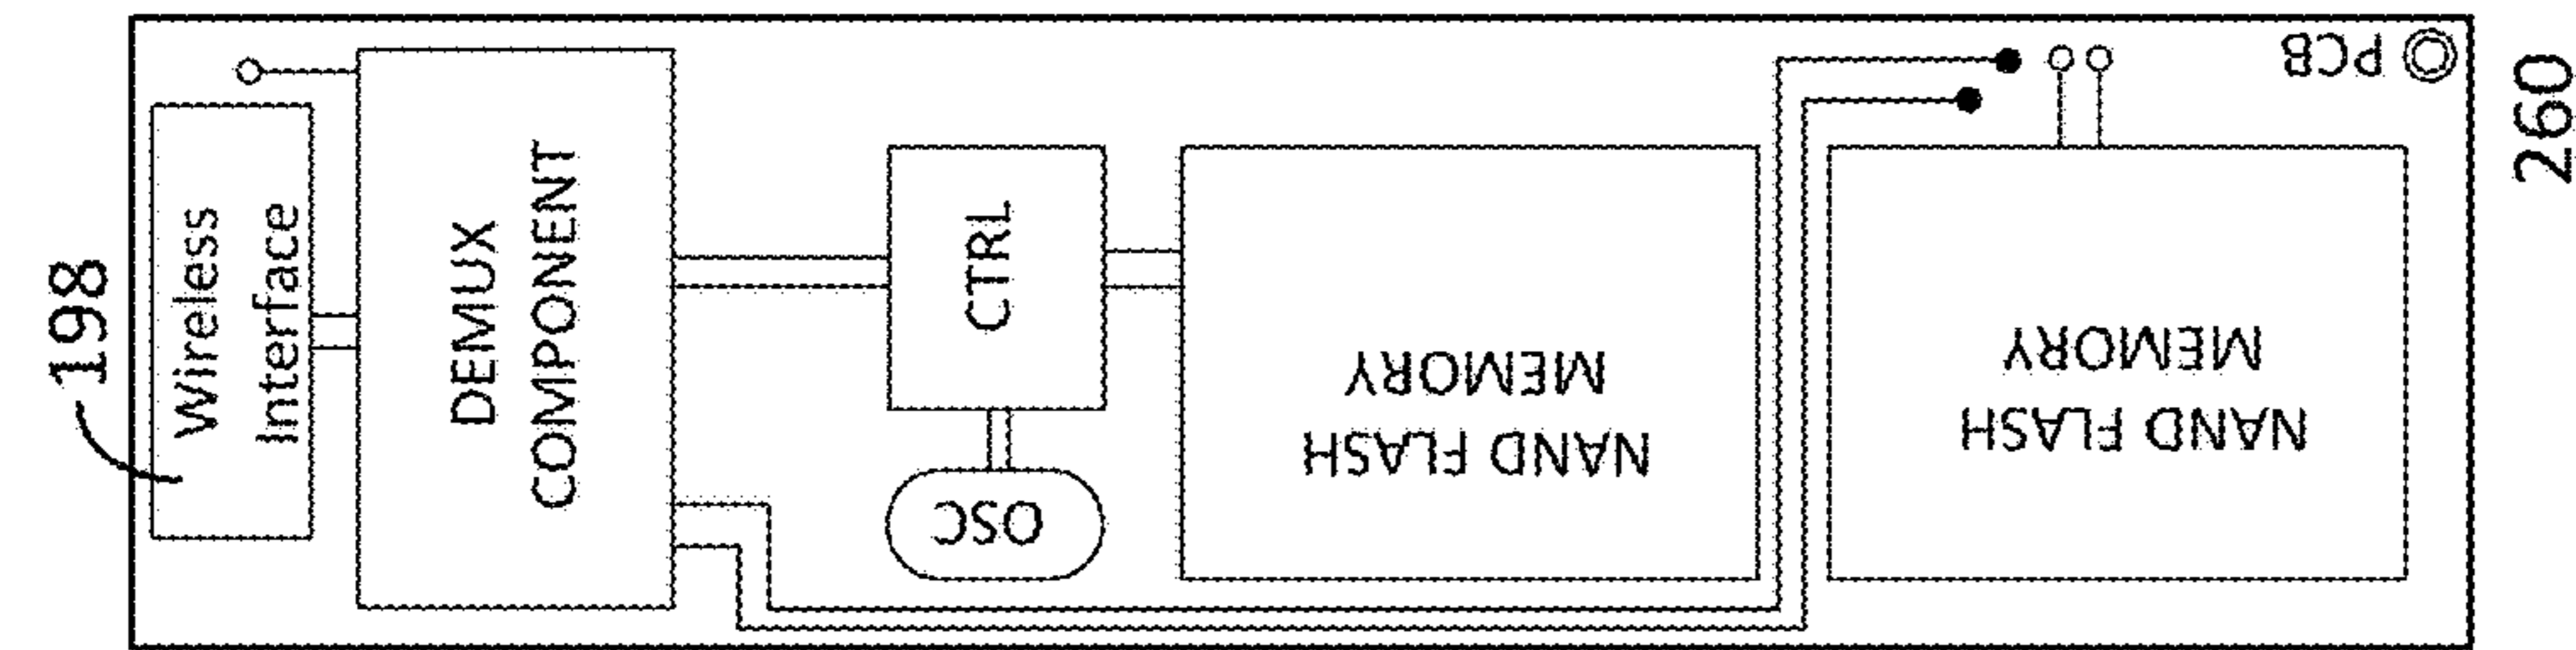 198
Wireless
Interface
DEMUX
COMPONENT
CTRL
OSC
NAND FLASH
MEMORY
NAND FLASH
MEMORY
PCB
260